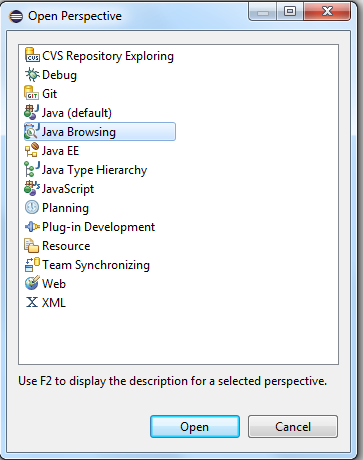 Open Perspective
CVS Repository Exploring
Debug
Git
Java (default)
Java Browsing
Java EE
Java Type Hierarchy
JavaScript
Planning
Plug-in Development
Resource
Team Synchronizing
Web
XML
Use F2 to display the description for a selected perspective.
Open
Cancel